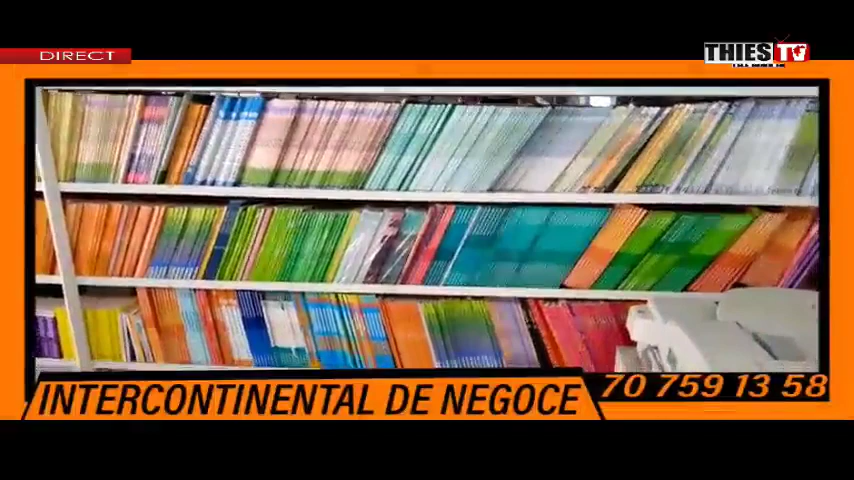 DIRECT
THIES TV
INTERCONTINENTAL DE NEGOCE
70 759 13 58